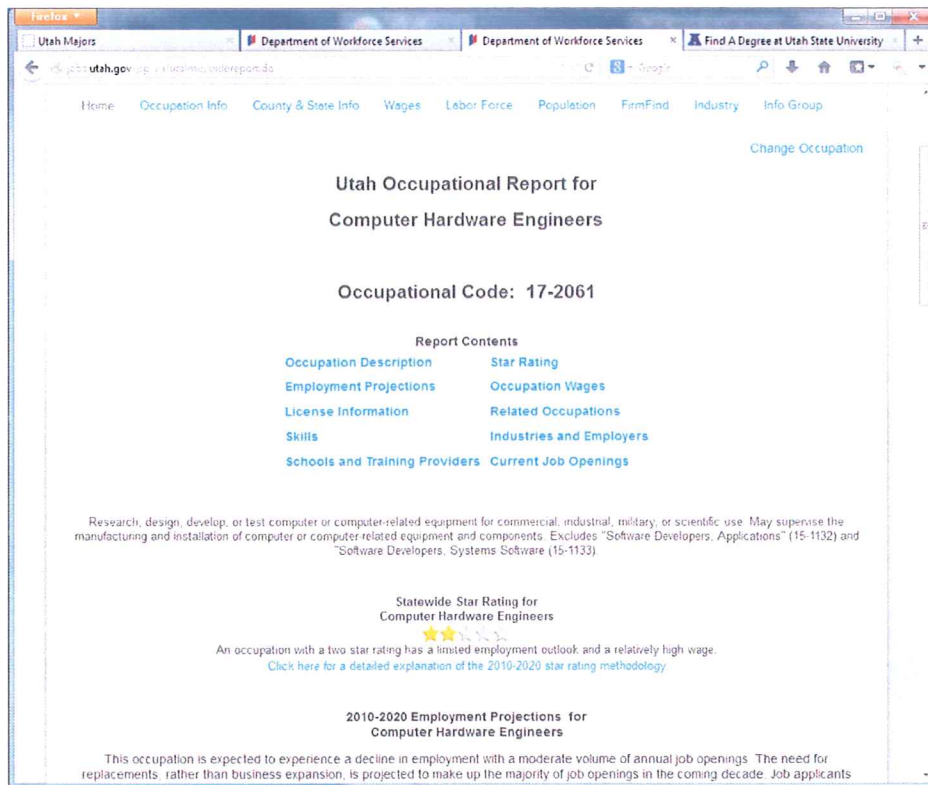 Firefox
Utah Majors
Department of Workforce Services
Department of Workforce Services
Find A Degree at Utah State University
utah.gov
Google
Home Occupation Info County & State Info Wages Labor Force Population FirmFind Industry Info Group
Change Occupation
Utah Occupational Report for
Computer Hardware Engineers
Occupational Code: 17-2061
Report Contents
Occupation Description Star Rating
Employment Projections Occupation Wages
License Information Related Occupations
Skills Industries and Employers
Schools and Training Providers Current Job Openings
Research, design, develop, or test computer or computer-related equipment for commercial, industrial, military, or scientific use. May supervise the
manufacturing and installation of computer or computer-related equipment and components. Excludes "Software Developers, Applications" (15-1132) and
"Software Developers, Systems Software (15-1133).
Statewide Star Rating for
Computer Hardware Engineers
An occupation with a two star rating has a limited employment outlook and a relatively high wage.
Click here for a detailed explanation of the 2010-2020 star rating methodology
2010-2020 Employment Projections for
Computer Hardware Engineers
This occupation is expected to experience a decline in employment with a moderate volume of annual job openings. The need for
replacements, rather than business expansion, is projected to make up the majority of job openings in the coming decade. Job applicants